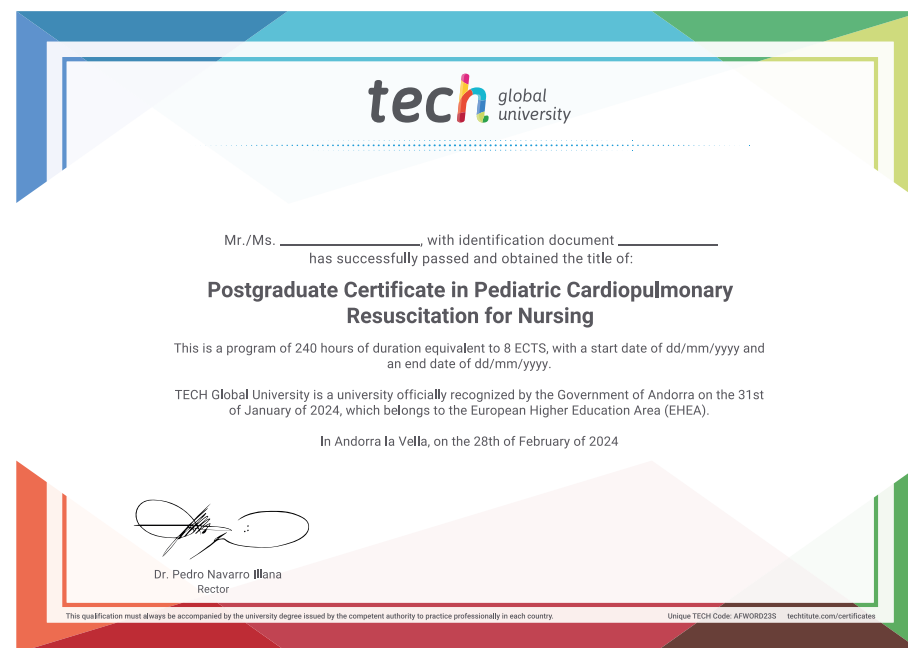 tech global university
Mr./Ms. ____________, with identification document ____________
has successfully passed and obtained the title of:
Postgraduate Certificate in Pediatric Cardiopulmonary
Resuscitation for Nursing
This is a program of 240 hours of duration equivalent to 8 ECTS, with a start date of dd/mm/yyyy and
an end date of dd/mm/yyyy.
TECH Global University is a university officially recognized by the Government of Andorra on the 31st
of January of 2024, which belongs to the European Higher Education Area (EHEA).
In Andorra la Vella, on the 28th of February of 2024
Dr. Pedro Navarro Illana
Rector
This qualification must always be accompanied by the university degree issued by the competent authority to practice professionally in each country.
Unique TECH Code: AFWORD23S techtitute.com/certificates